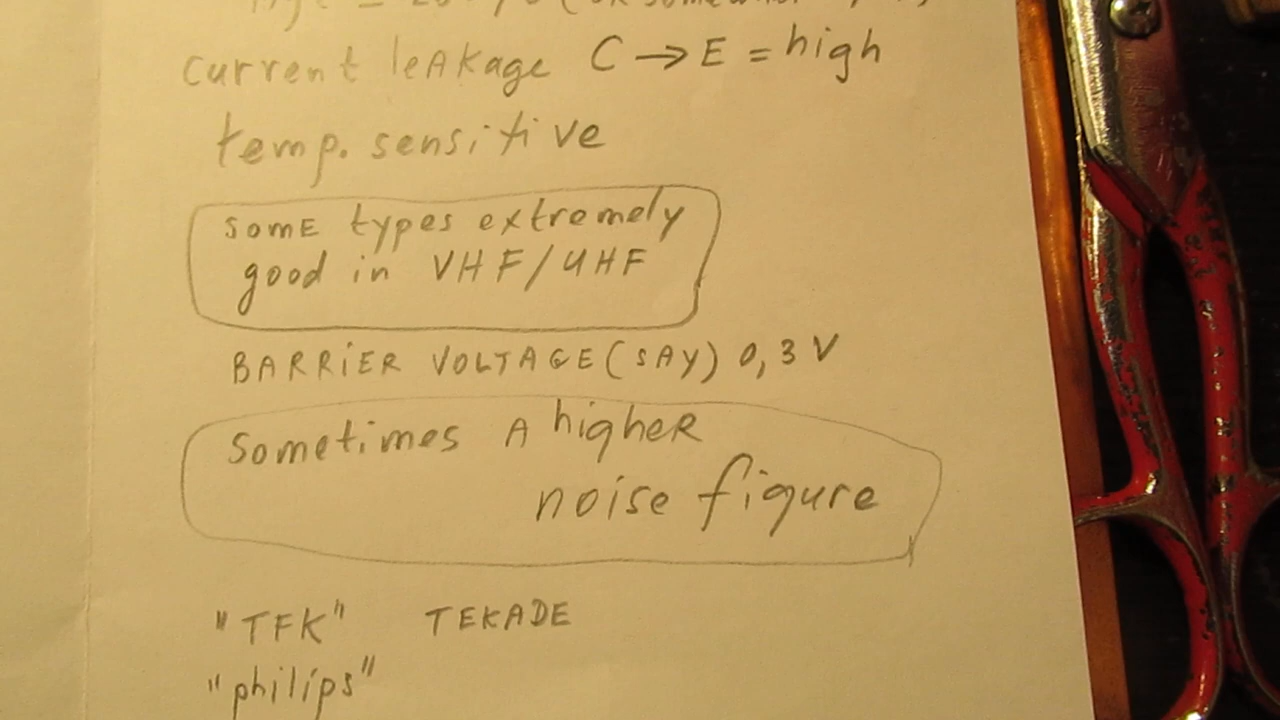 current leAkage C → E = high
temp. sensitive
somE types extremely
good in VHF/UHF
BARRiER VOLTAGE (SAY) 0,3 V
Sometimes A higheR
noise figure
"TFK" TEKADE
"philips"